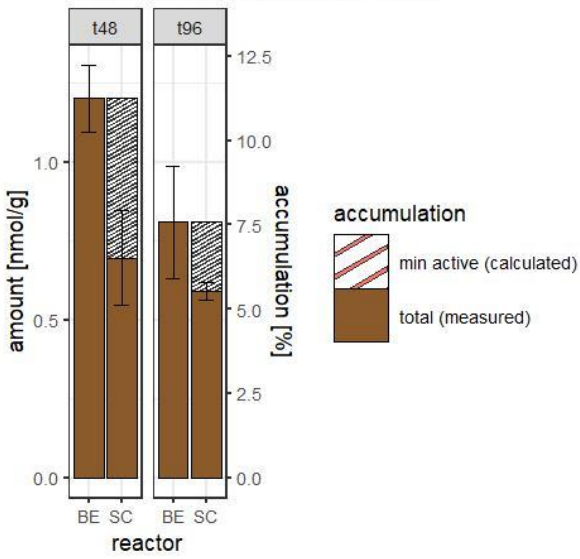 t48
t96
amount [nmol/g]
1.0
0.5
0.0
12.5
10.0
7.5
5.0
2.5
0.0
accumulation [%]
BE SC
BE SC
reactor
accumulation
min active (calculated)
total (measured)